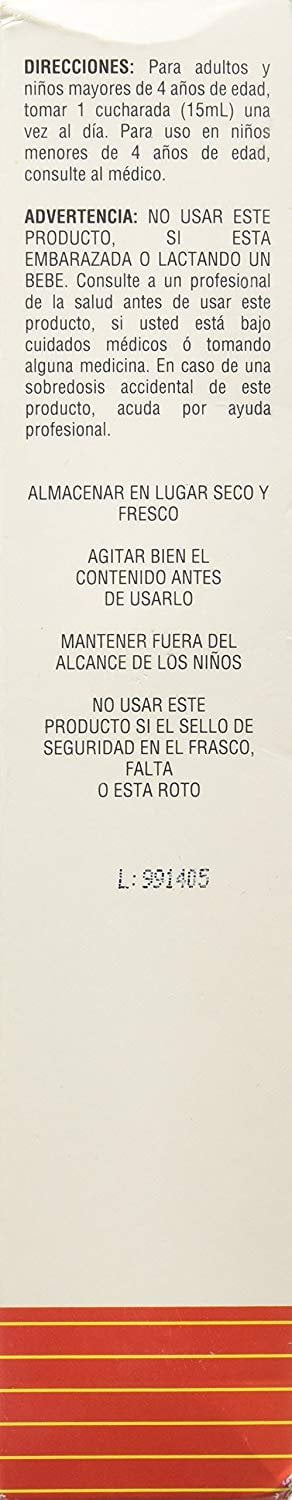 DIRECCIONES: Para adultos y
niños mayores de 4 años de edad,
tomar 1 cucharada (15mL) una
vez al día. Para uso en niños
menores de 4 años de edad,
consulte al médico.
ADVERTENCIA: NO USAR ESTE
PRODUCTO, SI ESTA
EMBARAZADA O LACTANDO UN
BEBE. Consulte a un profesional
de la salud antes de usar este
producto, si usted está bajo
cuidados médicos ó tomando
alguna medicina. En caso de una
sobredosis accidental de este
producto, acuda por ayuda
profesional.
ALMACENAR EN LUGAR SECO Y
FRESCO
AGITAR BIEN EL
CONTENIDO ANTES
DE USARLO
MANTENER FUERA DEL
ALCANCE DE LOS NIÑOS
NO USAR ESTE
PRODUCTO SI EL SELLO DE
SEGURIDAD EN EL FRASCO,
FALTA
O ESTA ROTO
L:991405